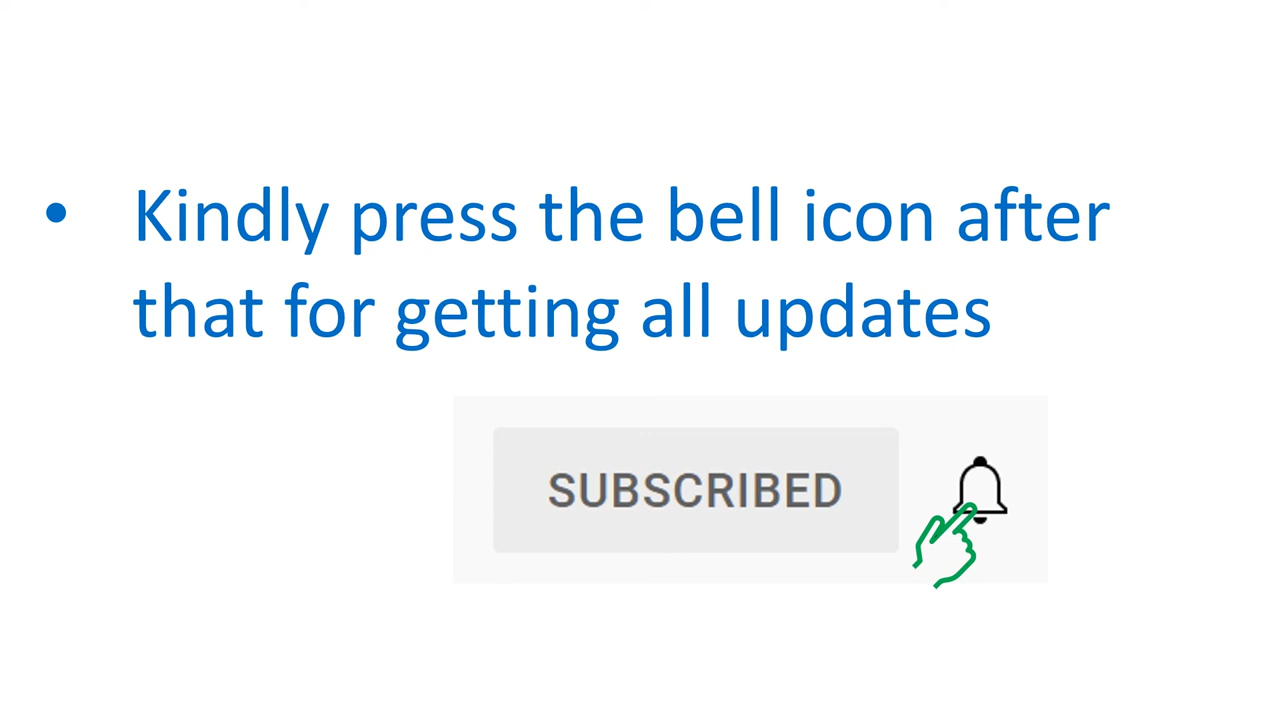 • Kindly press the bell icon after
that for getting all updates
SUBSCRIBED